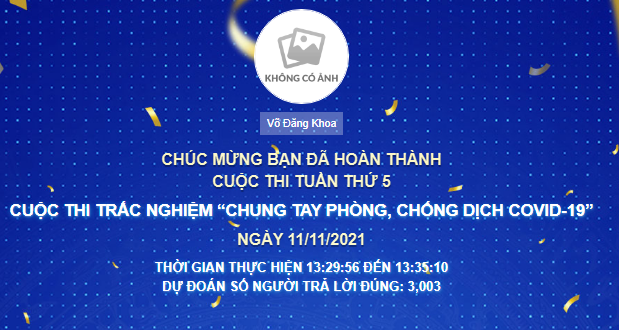 KHÔNG CÓ ẢNH
Võ Đăng Khoa
CHÚC MỪNG BẠN ĐÃ HOÀN THÀNH
CUỘC THI TUẦN THỨ 5
CUỘC THI TRẮC NGHIỆM “CHUNG TAY PHÒNG, CHỐNG DỊCH COVID-19”
NGÀY 11/11/2021
THỜI GIAN THỰC HIỆN 13:29:56 ĐẾN 13:35:10
DỰ ĐOÁN SỐ NGƯỜI TRẢ LỜI ĐÚNG: 3,003